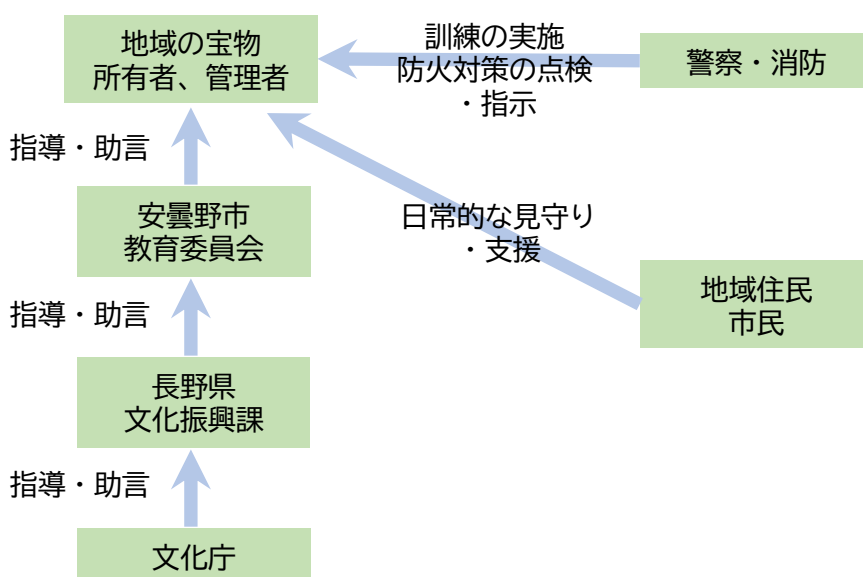 地域の宝物
所有者、管理者
訓練の実施
防火対策の点検
・指示
警察・消防
指導・助言
安曇野市
教育委員会
日常的な見守り
・支援
地域住民
市民
指導・助言
長野県
文化振興課
指導・助言
文化庁